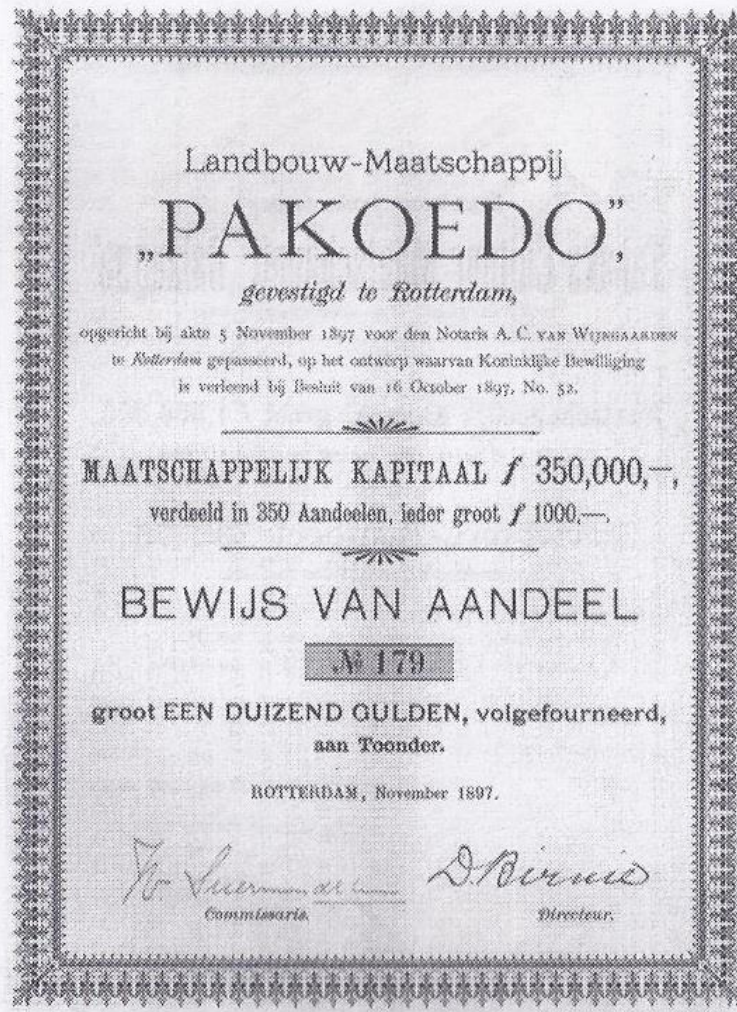 Landbouw-Maatschappij
„PAKOEDO”,
gevestigd te Rotterdam,
opgericht bij akte 5 November 1897 voor den Notaris A. C. VAN WIJNGAARDEN
te Rotterdam gepasseerd, op het ontwerp waarvan Koninklijke Bewilliging
is verleend bij Besluit van 16 October 1897, No. 52.
MAATSCHAPPELIJK KAPITAAL ƒ 350,000,—,
verdeeld in 350 Aandeelen, ieder groot ƒ 1000,—.
BEWIJS VAN AANDEEL
№ 179
groot EEN DUIZEND GULDEN, volgefourneerd,
aan Toonder.
ROTTERDAM, November 1897.
D. Birnie
Commissaris.
Directeur.